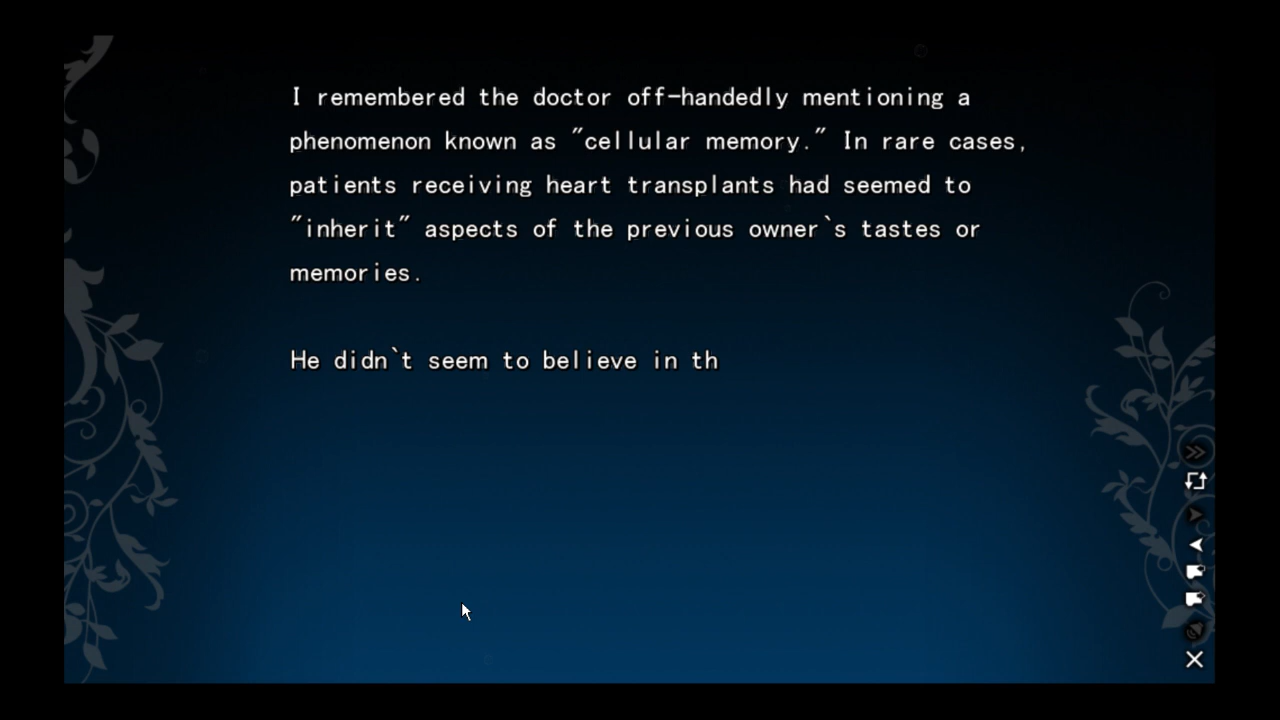 I remembered the doctor off-handedly mentioning a
phenomenon known as "cellular memory." In rare cases,
patients receiving heart transplants had seemed to
"inherit" aspects of the previous owner`s tastes or
memories.
He didn`t seem to believe in th